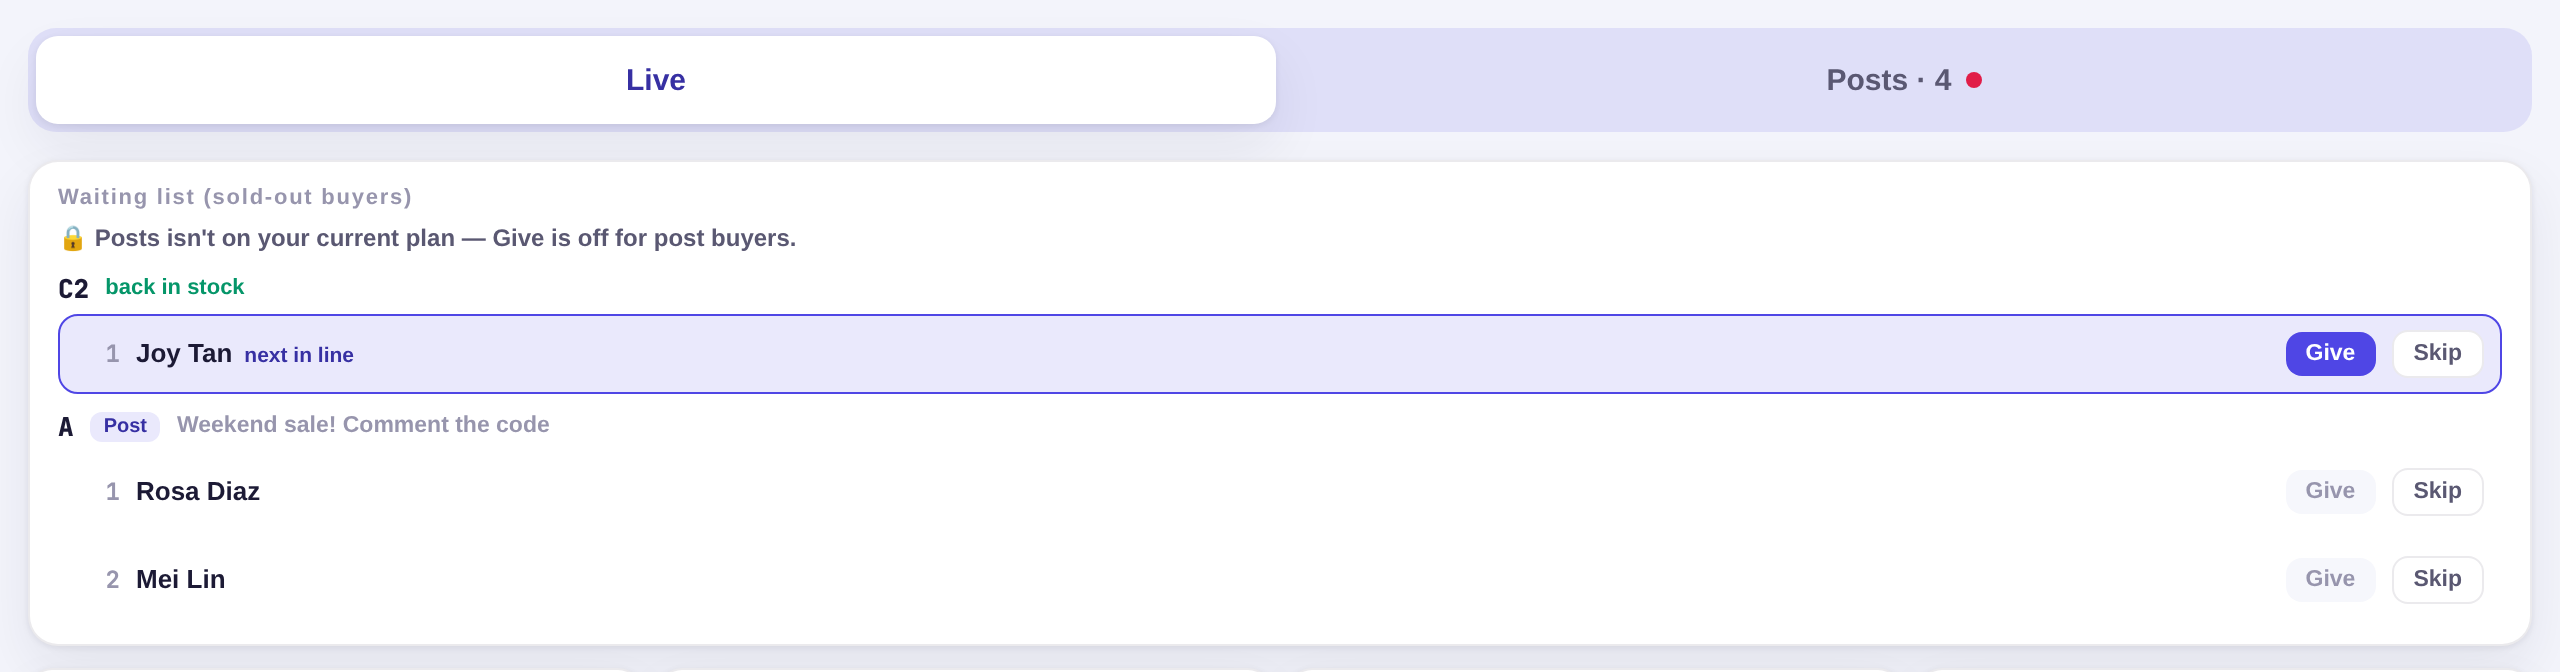 Live
Posts · 4
Waiting list (sold-out buyers)
🔒 Posts isn't on your current plan — Give is off for post buyers.
C2 back in stock
1 Joy Tan next in line Give Skip
A Post Weekend sale! Comment the code
1 Rosa Diaz Give Skip
2 Mei Lin Give Skip